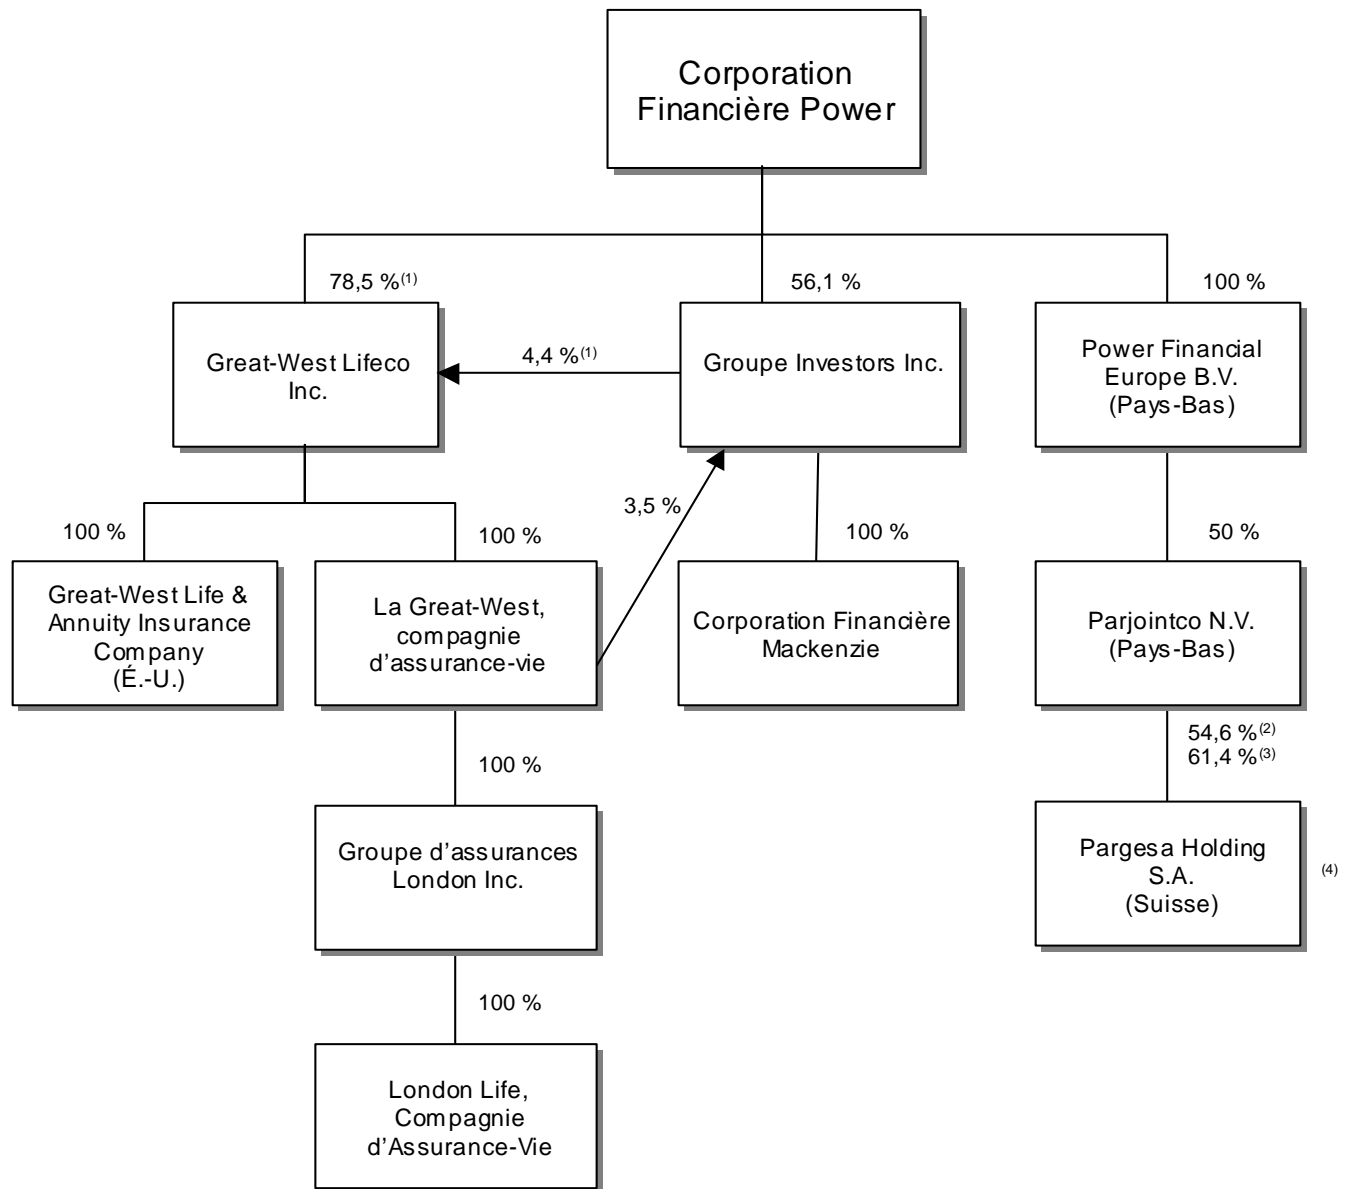 Corporation
Financière Power
78,5 %(1)
56,1 %
100 %
Great-West Lifeco
Inc.
4,4 %(1)
Groupe Investors Inc.
Power Financial
Europe B.V.
(Pays-Bas)
100 %
100 %
3,5 %
100 %
50 %
Great-West Life &
Annuity Insurance
Company
(É.-U.)
La Great-West,
compagnie
d’assurance-vie
Corporation Financière
Mackenzie
Parjointco N.V.
(Pays-Bas)
54,6 %(2)
61,4 %(3)
100 %
Groupe d’assurances
London Inc.
Pargesa Holding
S.A.
(Suisse)
(4)
100 %
London Life,
Compagnie
d’Assurance-Vie